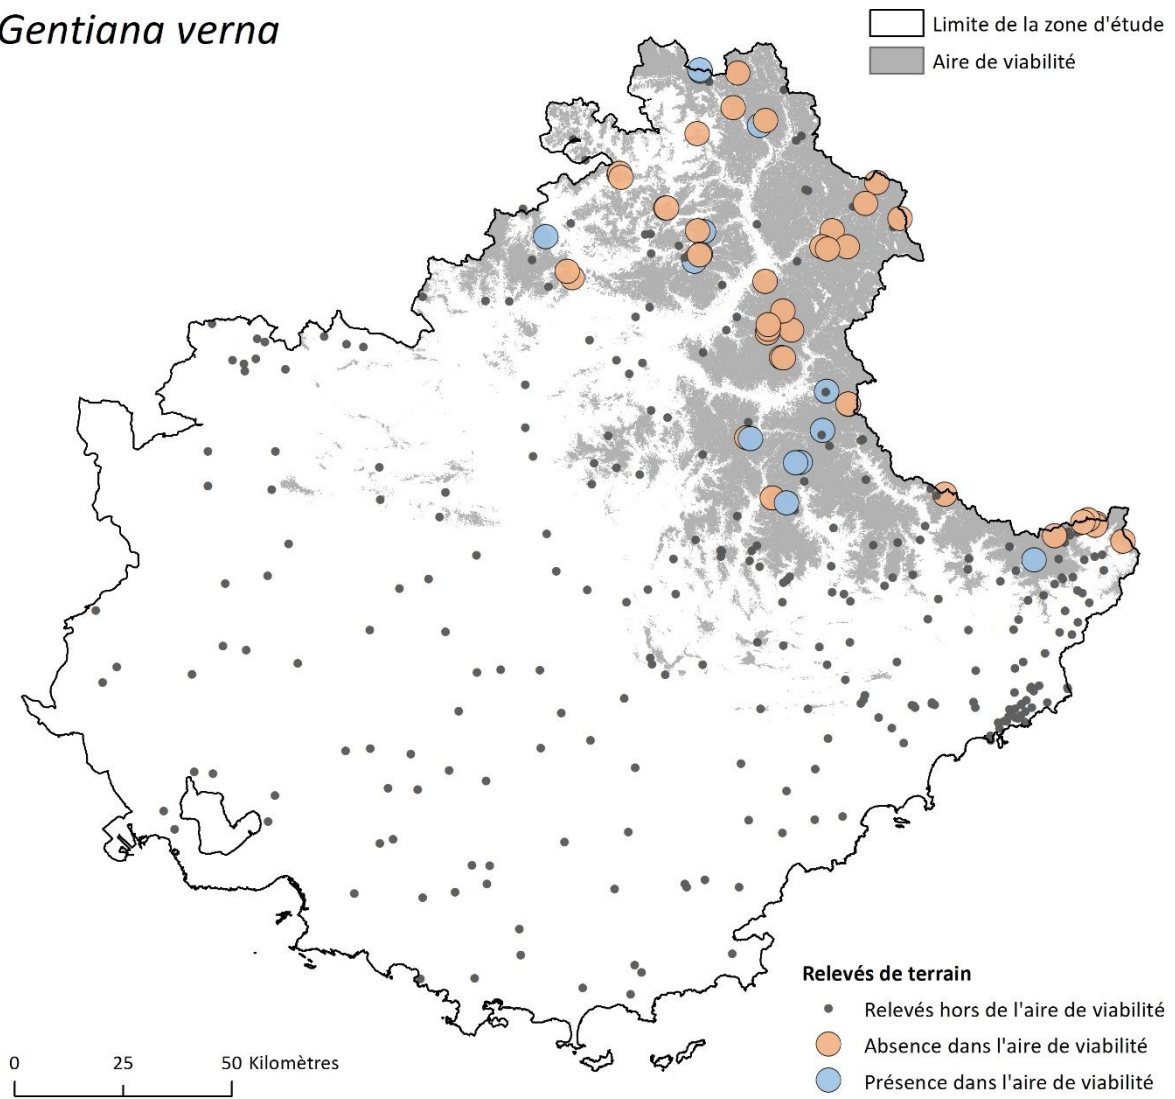 Gentiana verna
Limite de la zone d'étude
Aire de viabilité
Relevés de terrain
Relevés hors de l'aire de viabilité
Absence dans l'aire de viabilité
Présence dans l'aire de viabilité
0 25 50 Kilomètres